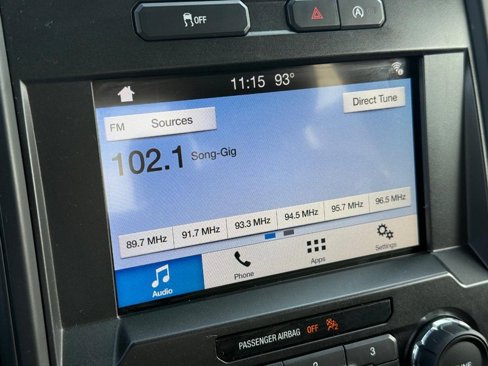 OFF
A
11:15 93°
FM Sources
Direct Tune
102.1 Song-Gig
89.7 MHz 91.7 MHz 93.3 MHz 94.5 MHz 95.7 MHz 96.5 MHz
Audio Phone Apps Settings
PASSENGER AIRBAG OFF
2 3